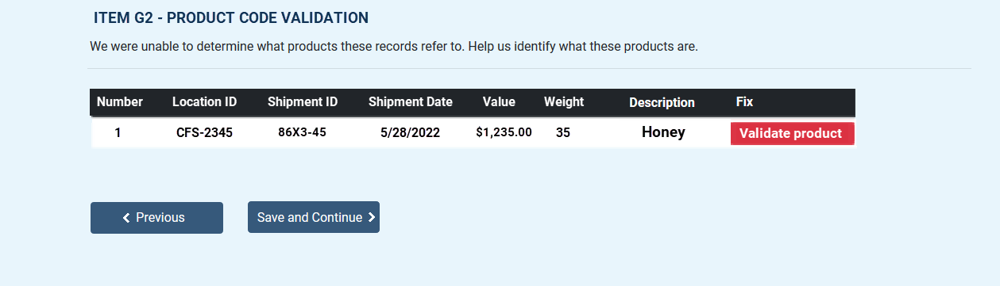 ITEM G2 - PRODUCT CODE VALIDATION
We were unable to determine what products these records refer to. Help us identify what these products are.
Number Location ID Shipment ID Shipment Date Value Weight Description Fix
1 CFS-2345 86X3-45 5/28/2022 $1,235.00 35 Honey Validate product
Previous Save and Continue